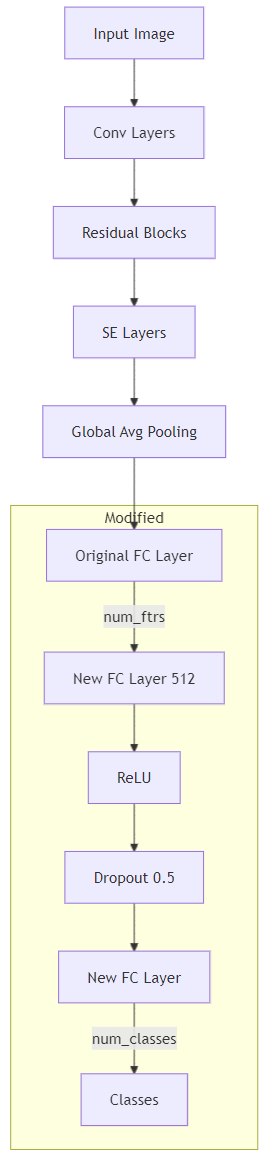 Input Image
Conv Layers
Residual Blocks
SE Layers
Global Avg Pooling
Modified
Original FC Layer
num_ftrs
New FC Layer 512
ReLU
Dropout 0.5
New FC Layer
num_classes
Classes